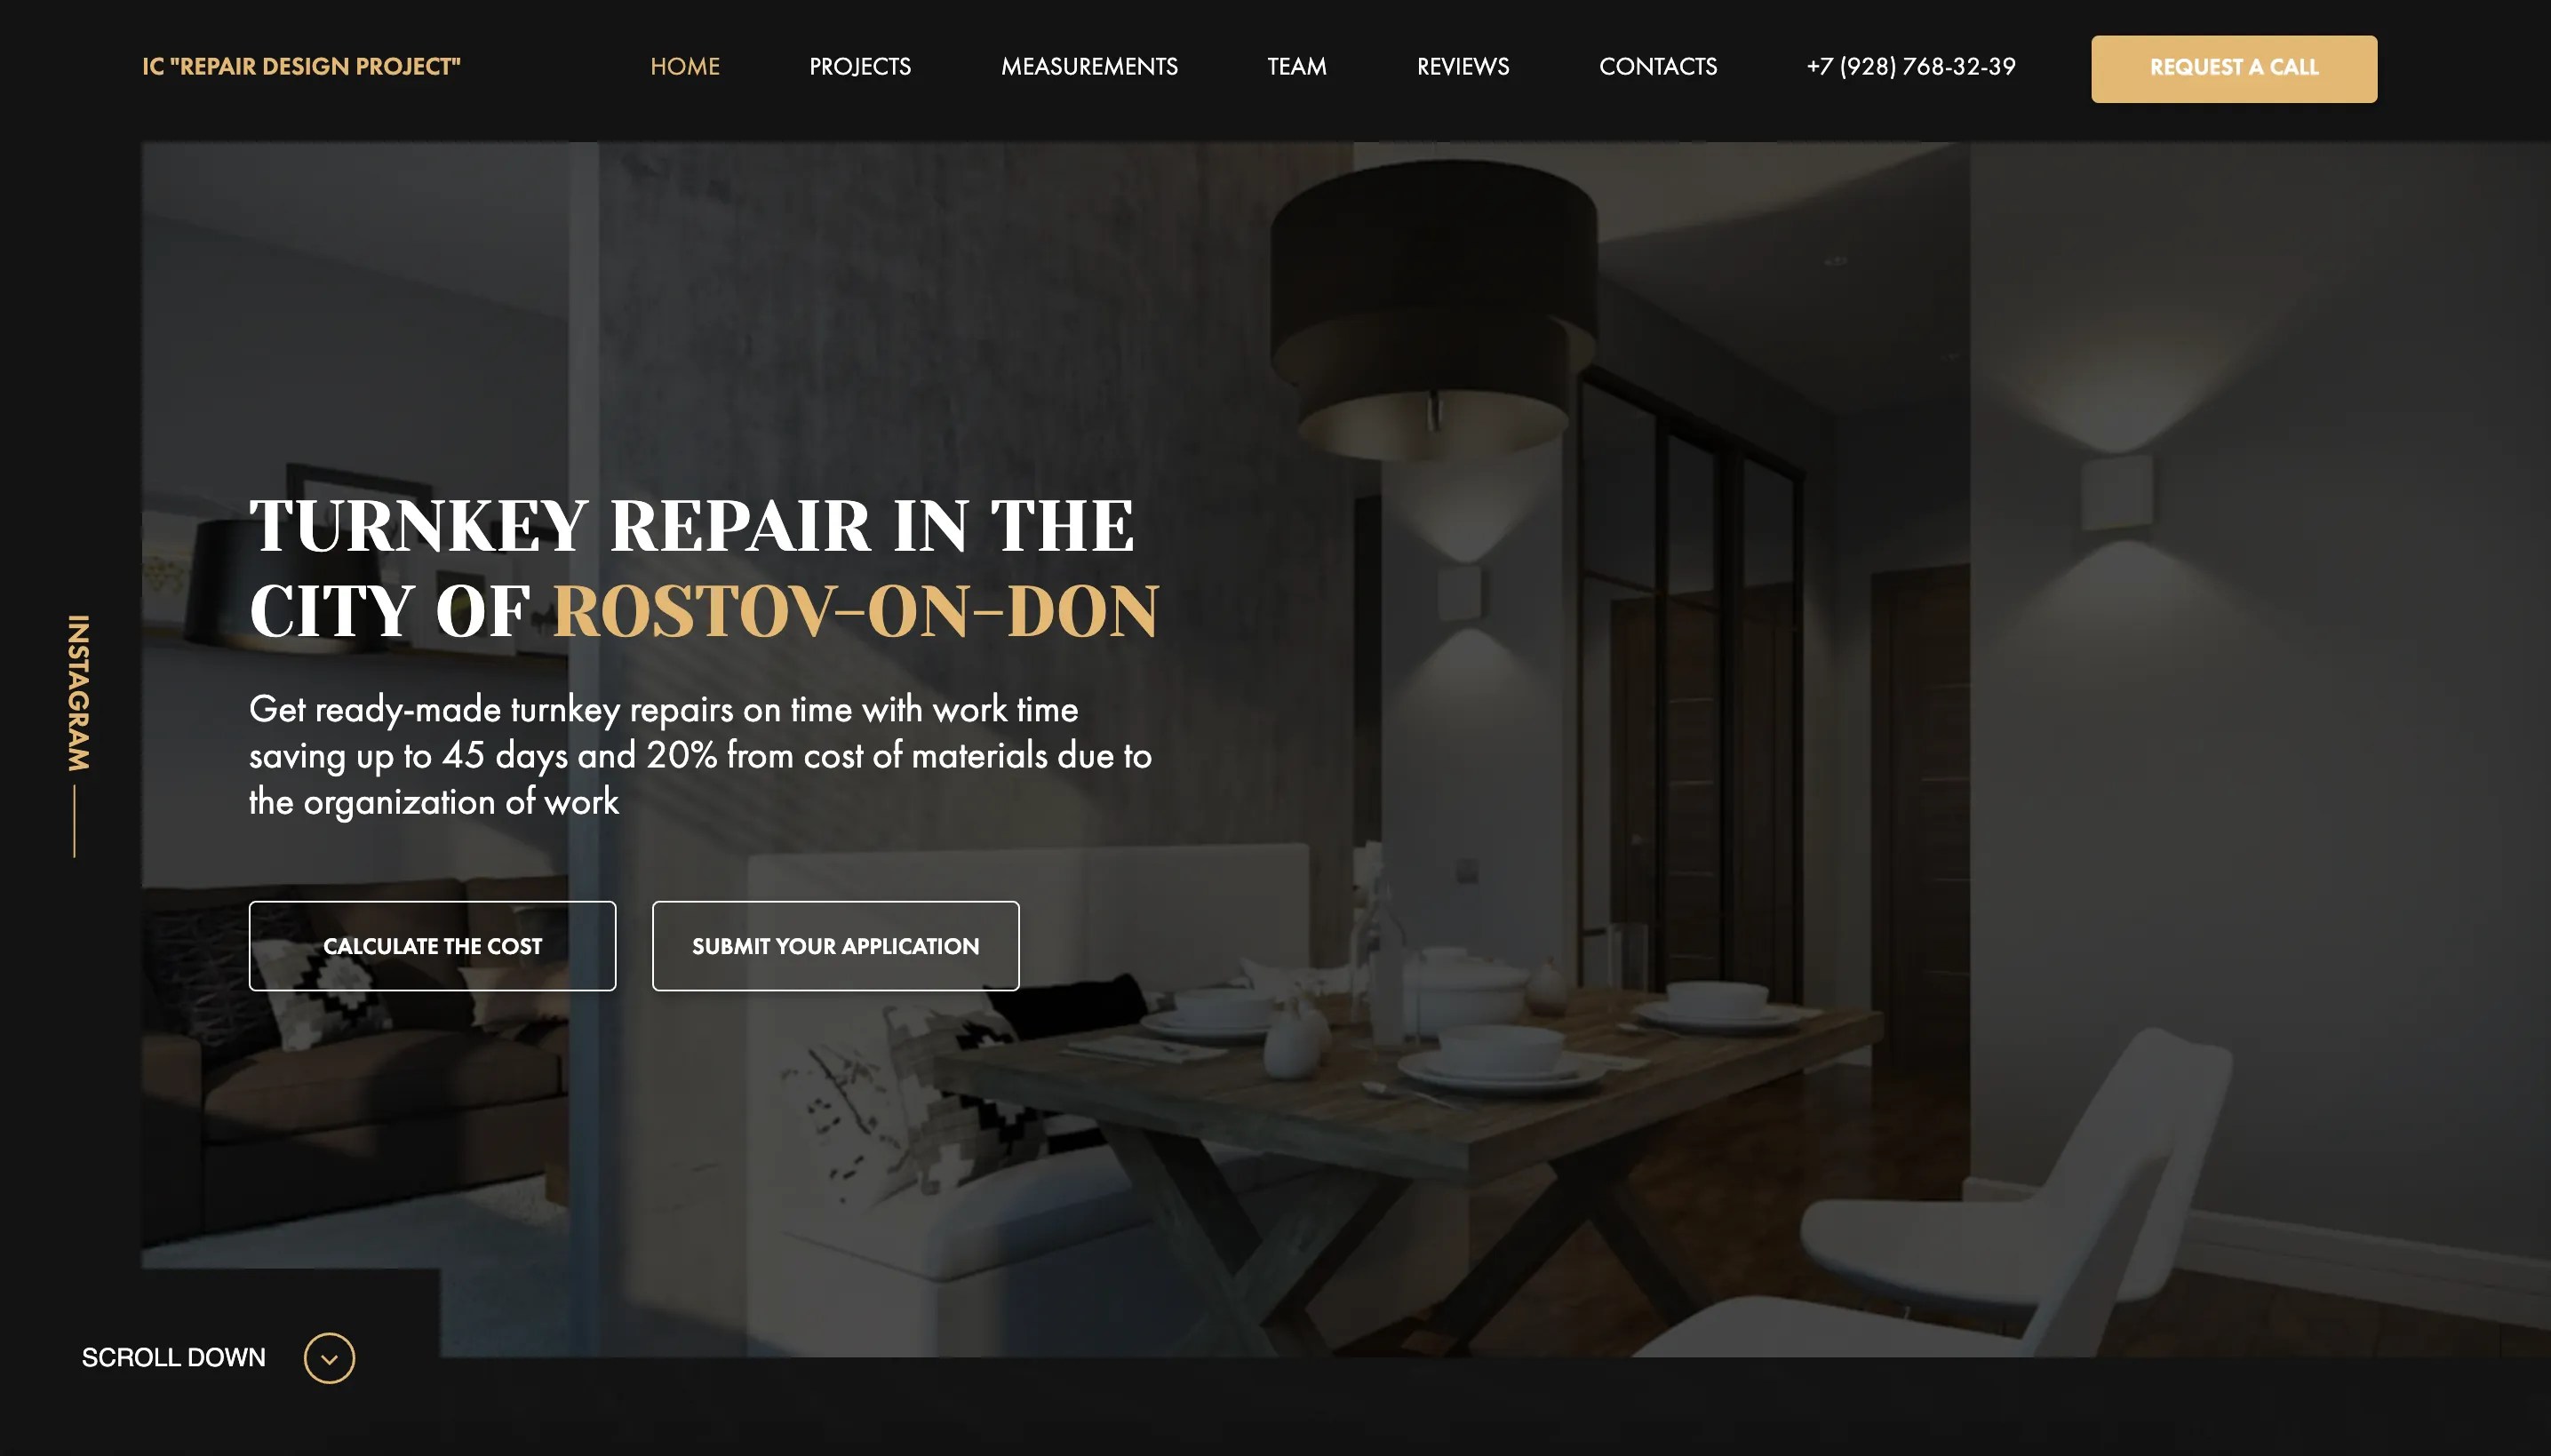 IC "REPAIR DESIGN PROJECT"
HOME
PROJECTS
MEASUREMENTS
TEAM
REVIEWS
CONTACTS
+7 (928) 768-32-39
REQUEST A CALL
TURNKEY REPAIR IN THE
CITY OF ROSTOV-ON-DON
Get ready-made turnkey repairs on time with work time
saving up to 45 days and 20% from cost of materials due to
the organization of work
CALCULATE THE COST
SUBMIT YOUR APPLICATION
INSTAGRAM
SCROLL DOWN